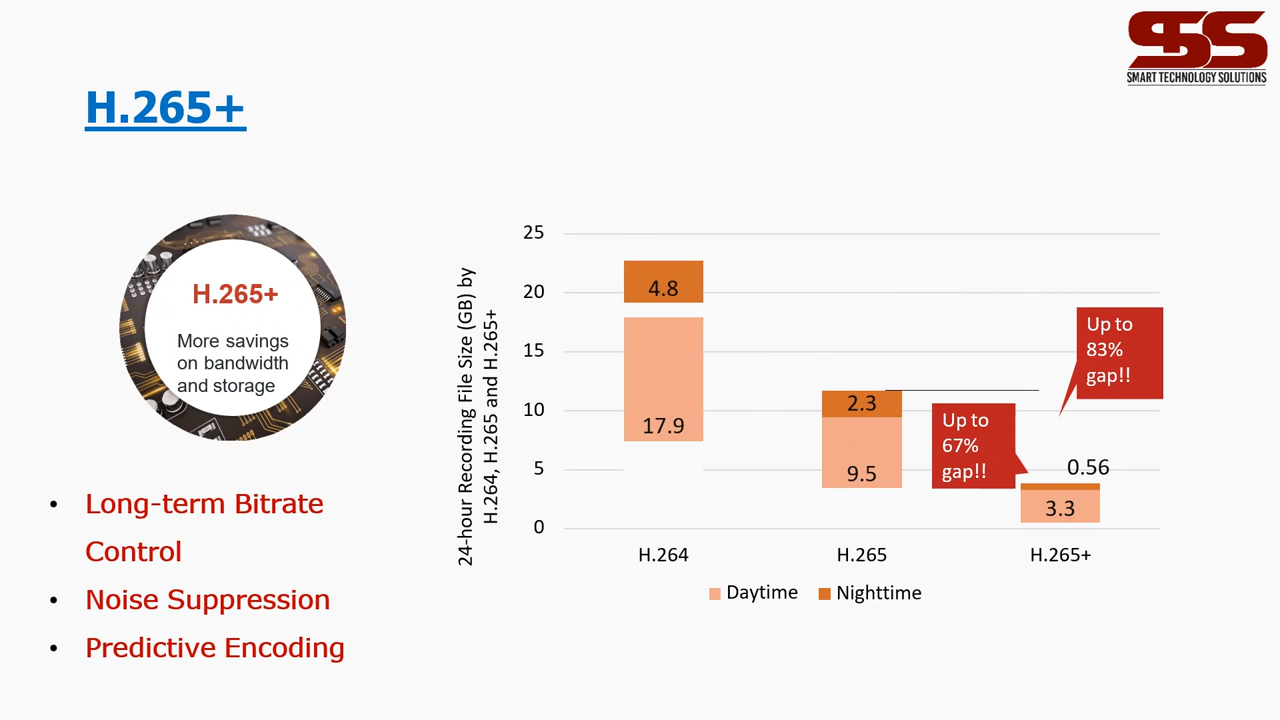 SMART TECHNOLOGY SOLUTIONS
H.265+
H.265+
More savings
on bandwidth
and storage
• Long-term Bitrate
Control
• Noise Suppression
• Predictive Encoding
24-hour Recording File Size (GB) by
H.264, H.265 and H.265+
25
20
15
10
5
0
4.8
17.9
2.3
9.5
0.56
3.3
Up to
67%
gap!!
Up to
83%
gap!!
H.264
H.265
H.265+
Daytime
Nighttime